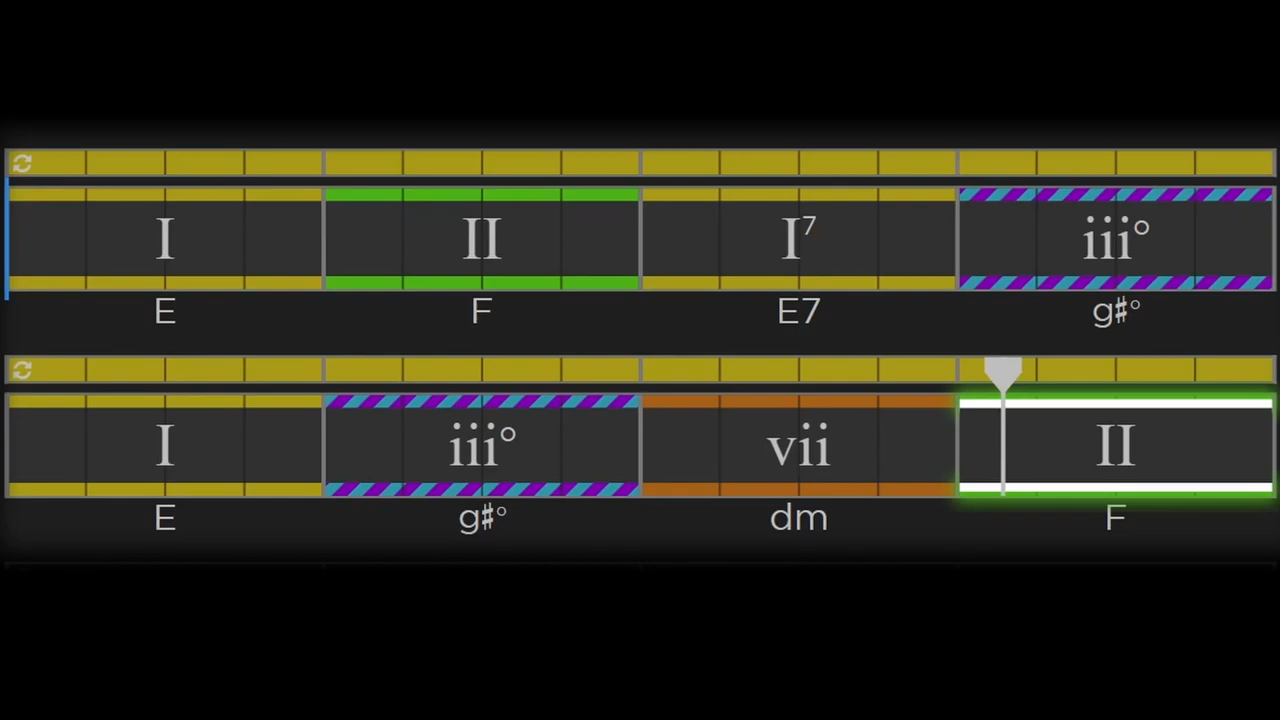 I II I⁷ iii°
E F E7 g♯°
I iii° vii II
E g♯° dm F